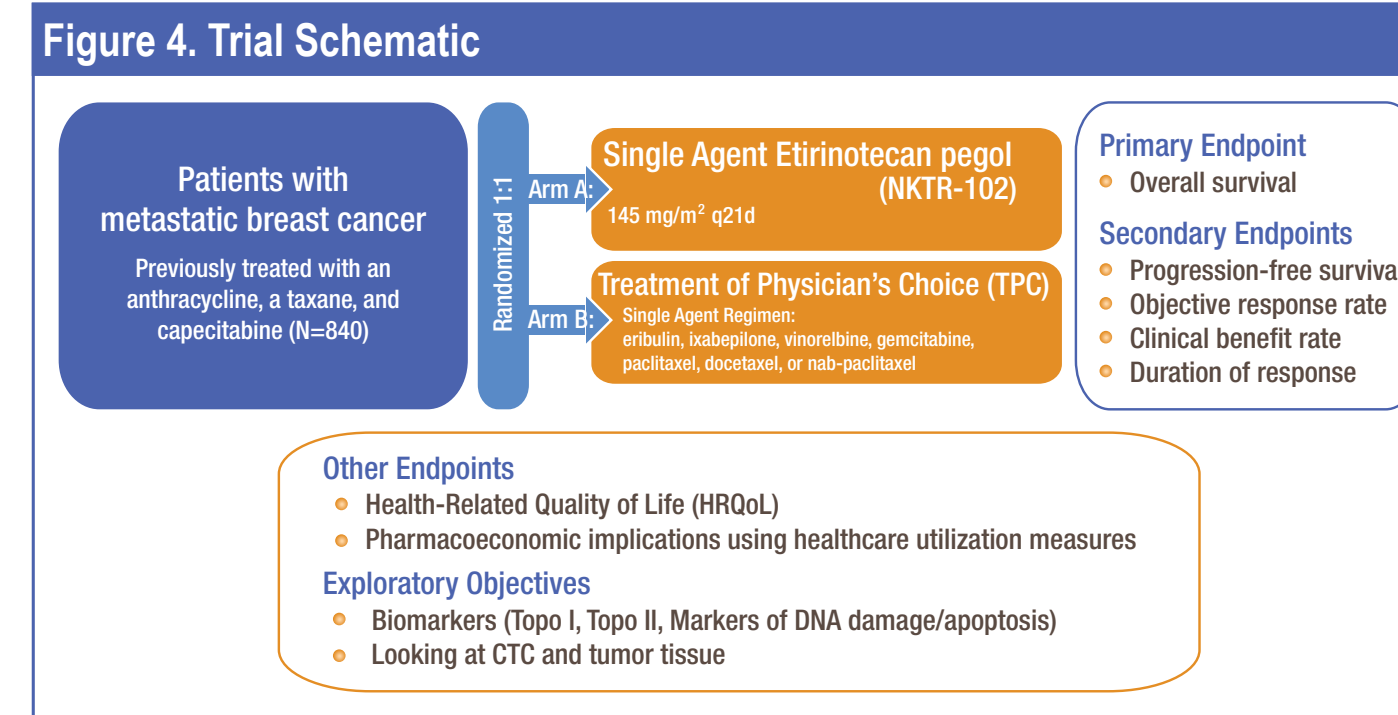 Figure 4. Trial Schematic
Patients with
metastatic breast cancer
Previously treated with an
anthracycline, a taxane, and
capecitabine (N=840)
Randomized 1:1
Arm A:
Single Agent Etirinotecan pegol
(NKTR-102)
145 mg/m² q21d
Arm B:
Treatment of Physician's Choice (TPC)
Single Agent Regimen:
eribulin, ixabepilone, vinorelbine, gemcitabine,
paclitaxel, docetaxel, or nab-paclitaxel
Primary Endpoint
Overall survival
Secondary Endpoints
Progression-free surviva
Objective response rate
Clinical benefit rate
Duration of response
Other Endpoints
Health-Related Quality of Life (HRQoL)
Pharmacoeconomic implications using healthcare utilization measures
Exploratory Objectives
Biomarkers (Topo I, Topo II, Markers of DNA damage/apoptosis)
Looking at CTC and tumor tissue